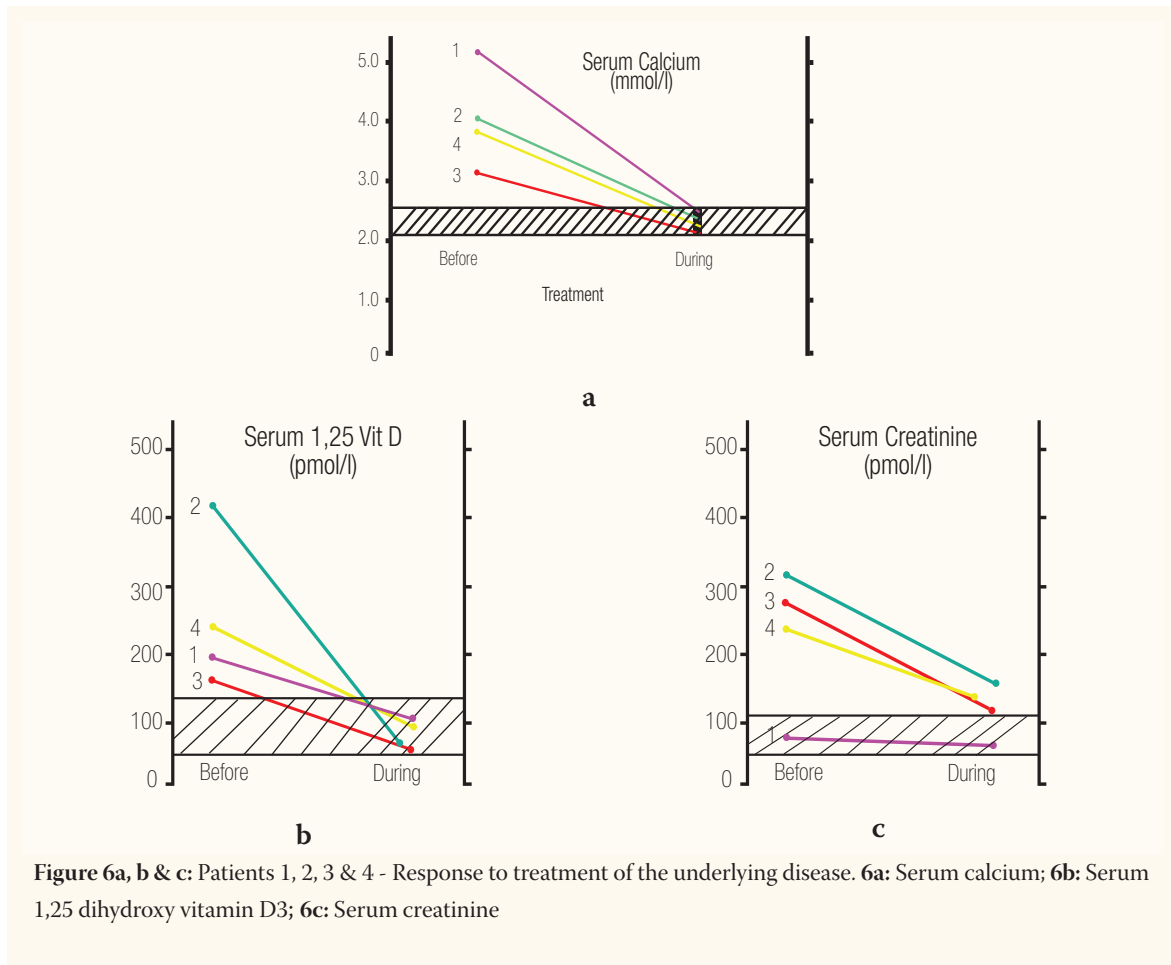 Serum Calcium
(mmol/l)
5.0
4.0
3.0
2.0
1.0
0
1
2
4
3
Before
During
Treatment
a
Serum 1,25 Vit D
(pmol/l)
500
400
300
200
100
0
2
4
1
3
Before
During
b
Serum Creatinine
(pmol/l)
500
400
300
200
100
0
2
3
4
1
Before
During
c
Figure 6a, b & c: Patients 1, 2, 3 & 4 - Response to treatment of the underlying disease. 6a: Serum calcium; 6b: Serum
1,25 dihydroxy vitamin D3; 6c: Serum creatinine